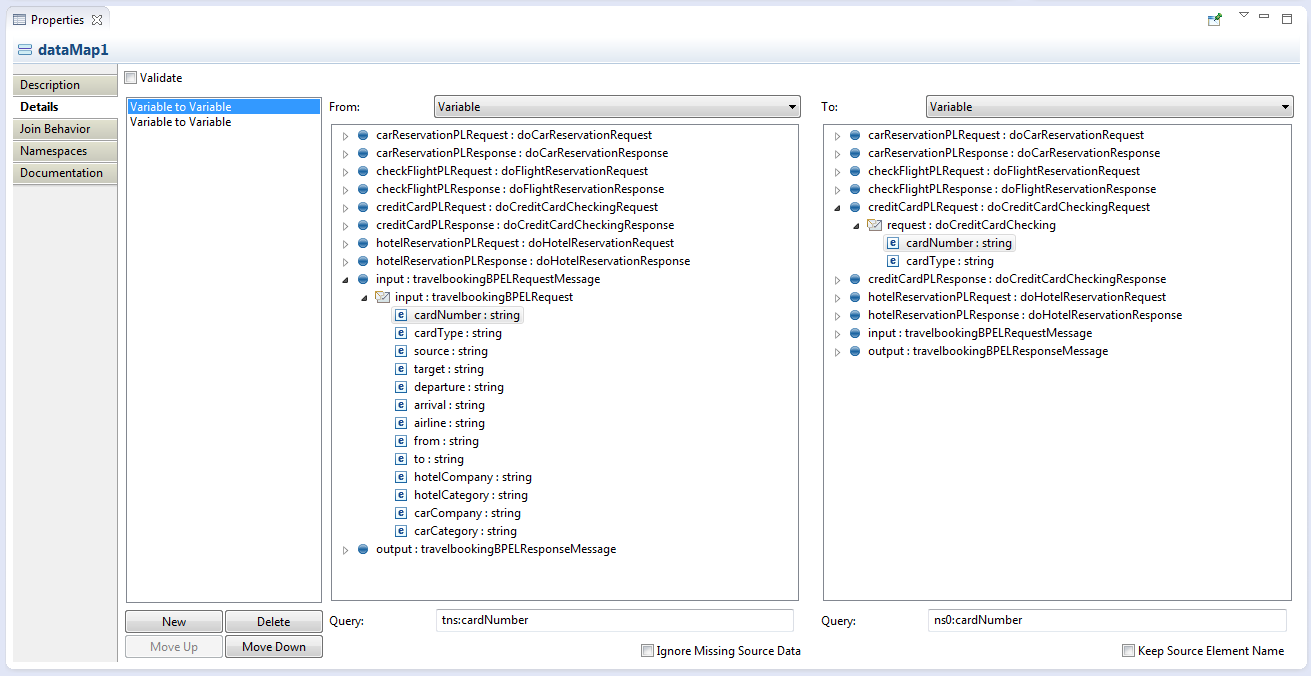 Properties
dataMap1
Description
Details
Join Behavior
Namespaces
Documentation
Validate
Variable to Variable
Variable to Variable
New
Delete
Move Up
Move Down
From:
Variable
carReservationPLRequest : doCarReservationRequest
carReservationPLResponse : doCarReservationResponse
checkFlightPLRequest : doFlightReservationRequest
checkFlightPLResponse : doFlightReservationResponse
creditCardPLRequest : doCreditCardCheckingRequest
creditCardPLResponse : doCreditCardCheckingResponse
hotelReservationPLRequest : doHotelReservationRequest
hotelReservationPLResponse : doHotelReservationResponse
input : travelbookingBPELRequestMessage
input : travelbookingBPELRequest
e cardNumber : string
e cardType : string
e source : string
e target : string
e departure : string
e arrival : string
e airline : string
e from : string
e to : string
e hotelCompany : string
e hotelCategory : string
e carCompany : string
e carCategory : string
output : travelbookingBPELResponseMessage
Query:
tns:cardNumber
Ignore Missing Source Data
To:
Variable
carReservationPLRequest : doCarReservationRequest
carReservationPLResponse : doCarReservationResponse
checkFlightPLRequest : doFlightReservationRequest
checkFlightPLResponse : doFlightReservationResponse
creditCardPLRequest : doCreditCardCheckingRequest
request : doCreditCardChecking
e cardNumber : string
e cardType : string
creditCardPLResponse : doCreditCardCheckingResponse
hotelReservationPLRequest : doHotelReservationRequest
hotelReservationPLResponse : doHotelReservationResponse
input : travelbookingBPELRequestMessage
output : travelbookingBPELResponseMessage
Query:
ns0:cardNumber
Keep Source Element Name